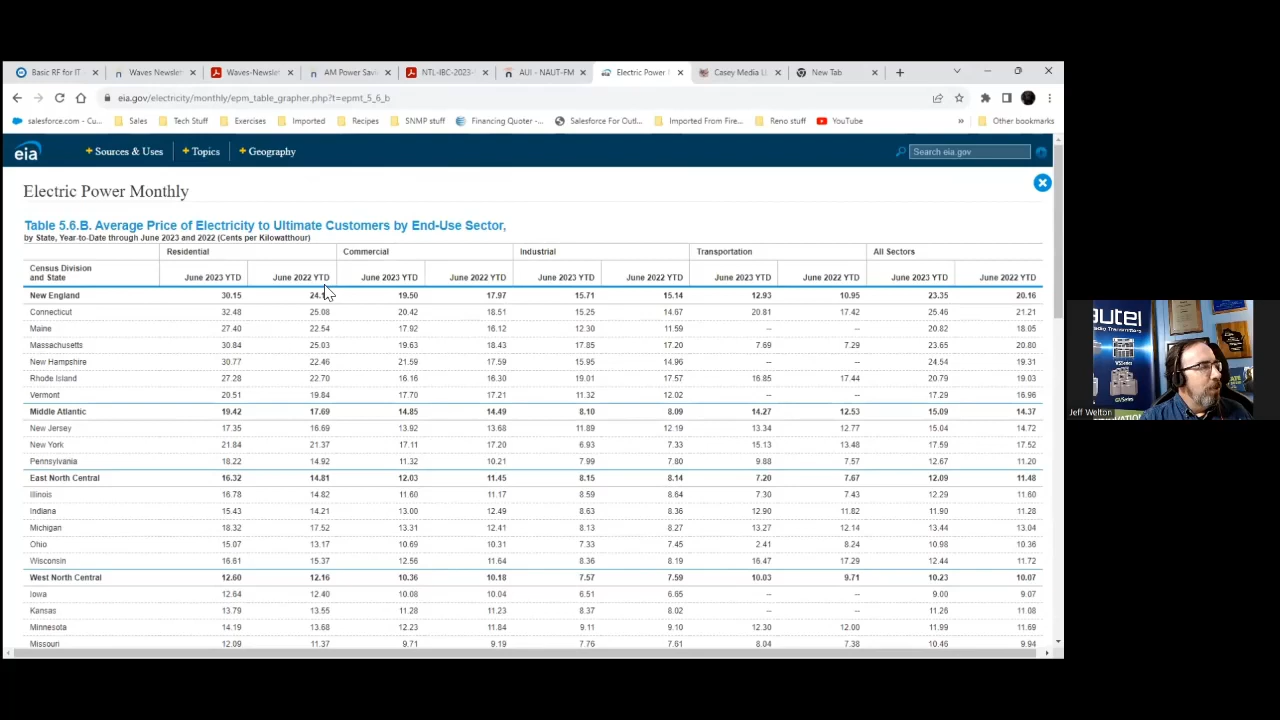 Basic RF for IT
Waves Newslet
Waves-Newslet
AM Power Savi
NTL-IBC-2023-
AUI - NAUT-FM
Electric Power
Casey Media L
New Tab
eia.gov/electricity/monthly/epm_table_grapher.php?t=epmt_5_6_b
salesforce.com - Cu... Sales Tech Stuff Exercises Imported Recipes SNMP stuff Financing Quoter -... Salesforce For Outl... Imported From Fire... Reno stuff YouTube » Other bookmarks
eia + Sources & Uses + Topics + Geography Search eia.gov
Electric Power Monthly
Table 5.6.B. Average Price of Electricity to Ultimate Customers by End-Use Sector,
by State, Year-to-Date through June 2023 and 2022 (Cents per Kilowatthour)
Residential Commercial Industrial Transportation All Sectors
Census Division
and State June 2023 YTD June 2022 YTD June 2023 YTD June 2022 YTD June 2023 YTD June 2022 YTD June 2023 YTD June 2022 YTD June 2023 YTD June 2022 YTD
New England 30.15 19.50 17.97 15.71 15.14 12.93 10.95 23.35 20.16
Connecticut 32.48 25.08 20.42 18.51 15.25 14.67 20.81 17.42 25.46 21.21
Maine 27.40 22.54 17.92 16.12 12.30 11.59 -- -- 20.82 18.05
Massachusetts 30.84 25.03 19.63 18.43 17.85 17.20 7.69 7.29 23.65 20.80
New Hampshire 30.77 22.46 21.59 17.59 15.95 14.96 -- -- 24.54 19.31
Rhode Island 27.28 22.70 16.16 16.30 19.01 17.57 16.85 17.44 20.79 19.03
Vermont 20.51 19.84 17.70 17.21 11.32 12.02 -- -- 17.29 16.96
Middle Atlantic 19.42 17.69 14.85 14.49 8.10 8.09 14.27 12.53 15.09 14.37
New Jersey 17.35 16.69 13.92 13.68 11.89 12.19 13.34 12.77 15.04 14.72
New York 21.84 21.37 17.11 17.20 6.93 7.33 15.13 13.48 17.59 17.52
Pennsylvania 18.22 14.92 11.32 10.21 7.99 7.80 9.88 7.57 12.67 11.20
East North Central 16.32 14.81 12.03 11.45 8.15 8.14 7.20 7.67 12.09 11.48
Illinois 16.78 14.82 11.60 11.17 8.59 8.64 7.30 7.43 12.29 11.60
Indiana 15.43 14.21 13.00 12.49 8.63 8.36 12.90 11.82 11.90 11.28
Michigan 18.32 17.52 13.31 12.41 8.13 8.27 13.27 12.14 13.44 13.04
Ohio 15.07 13.17 10.69 10.31 7.33 7.45 2.41 8.24 10.98 10.36
Wisconsin 16.61 15.37 12.56 11.64 8.36 8.19 16.47 17.29 12.44 11.72
West North Central 12.60 12.16 10.36 10.18 7.57 7.59 10.03 9.71 10.23 10.07
Iowa 12.64 12.40 10.08 10.04 6.51 6.65 -- -- 9.00 9.07
Kansas 13.79 13.55 11.28 11.23 8.37 8.02 -- -- 11.26 11.08
Minnesota 14.19 13.68 12.23 11.84 9.11 9.10 12.30 12.00 11.99 11.69
Missouri 12.09 11.37 9.71 9.19 7.76 7.61 8.04 7.38 10.46 9.94
autel
Jeff Welton